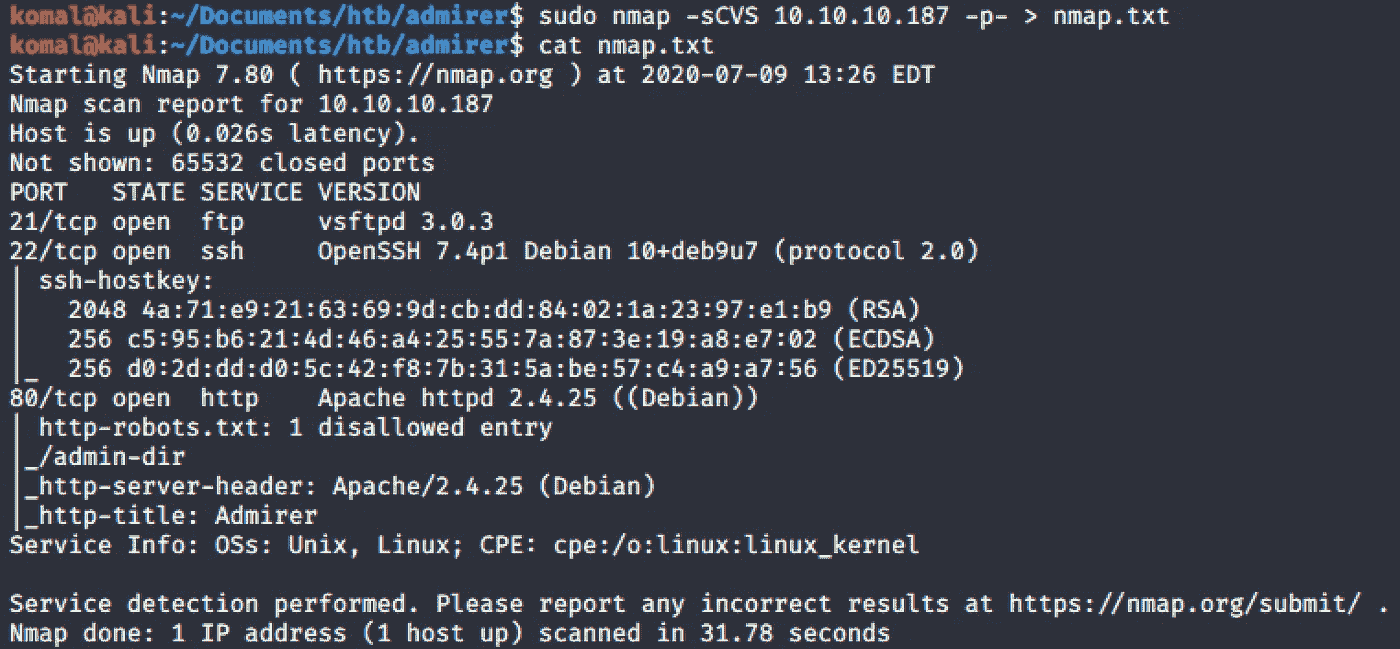 komal@kali:~/Documents/htb/admirer$ sudo nmap -sCVS 10.10.10.187 -p- > nmap.txt
komal@kali:~/Documents/htb/admirer$ cat nmap.txt
Starting Nmap 7.80 ( https://nmap.org ) at 2020-07-09 13:26 EDT
Nmap scan report for 10.10.10.187
Host is up (0.026s latency).
Not shown: 65532 closed ports
PORT   STATE SERVICE VERSION
21/tcp open  ftp     vsftpd 3.0.3
22/tcp open  ssh     OpenSSH 7.4p1 Debian 10+deb9u7 (protocol 2.0)
| ssh-hostkey:
|   2048 4a:71:e9:21:63:69:9d:cb:dd:84:02:1a:23:97:e1:b9 (RSA)
|   256 c5:95:b6:21:4d:46:a4:25:55:7a:87:3e:19:a8:e7:02 (ECDSA)
|_  256 d0:2d:dd:d0:5c:42:f8:7b:31:5a:be:57:c4:a9:a7:56 (ED25519)
80/tcp open  http    Apache httpd 2.4.25 ((Debian))
| http-robots.txt: 1 disallowed entry
|_/admin-dir
|_http-server-header: Apache/2.4.25 (Debian)
|_http-title: Admirer
Service Info: OSs: Unix, Linux; CPE: cpe:/o:linux:linux_kernel
Service detection performed. Please report any incorrect results at https://nmap.org/submit/ .
Nmap done: 1 IP address (1 host up) scanned in 31.78 seconds